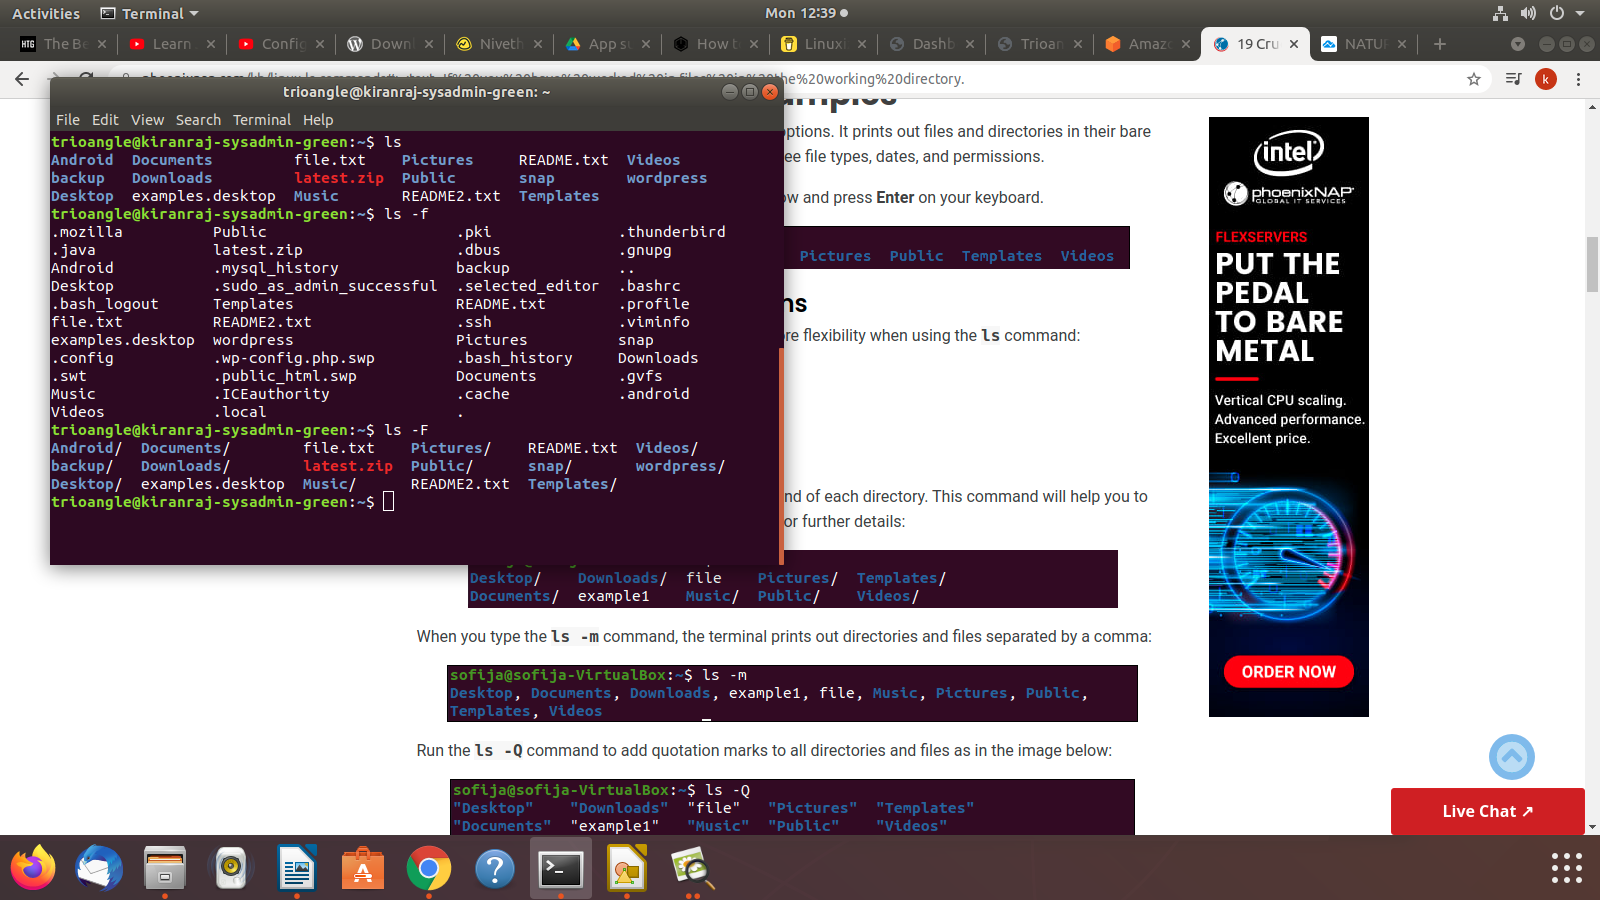 Activities Terminal Mon 12:39
The Be Learn Config Downl Niveth App su How t Linuxi Dashb Trioan Amazo 19 Cru NATUR
he%20working%20directory.
k
trioangle@kiranraj-sysadmin-green: ~
File Edit View Search Terminal Help
trioangle@kiranraj-sysadmin-green:~$ ls
Android Documents file.txt Pictures README.txt Videos
backup Downloads latest.zip Public snap wordpress
Desktop examples.desktop Music README2.txt Templates
trioangle@kiranraj-sysadmin-green:~$ ls -f
.mozilla Public .pki .thunderbird
.java latest.zip .dbus .gnupg
Android .mysql_history backup ..
Desktop .sudo_as_admin_successful .selected_editor .bashrc
.bash_logout Templates README.txt .profile
file.txt README2.txt .ssh .viminfo
examples.desktop wordpress Pictures snap
.config .wp-config.php.swp .bash_history Downloads
.swt .public_html.swp Documents .gvfs
Music .ICEauthority .cache .android
Videos .local .
trioangle@kiranraj-sysadmin-green:~$ ls -F
Android/ Documents/ file.txt Pictures/ README.txt Videos/
backup/ Downloads/ latest.zip Public/ snap/ wordpress/
Desktop/ examples.desktop Music/ README2.txt Templates/
trioangle@kiranraj-sysadmin-green:~$
ptions. It prints out files and directories in their bare
ee file types, dates, and permissions.
ow and press Enter on your keyboard.
Pictures Public Templates Videos
ns
re flexibility when using the ls command:
nd of each directory. This command will help you to
or further details:
Desktop/ Downloads/ file Pictures/ Templates/
Documents/ example1 Music/ Public/ Videos/
When you type the ls -m command, the terminal prints out directories and files separated by a comma:
sofija@sofija-VirtualBox:~$ ls -m
Desktop, Documents, Downloads, example1, file, Music, Pictures, Public,
Templates, Videos
Run the ls -Q command to add quotation marks to all directories and files as in the image below:
sofija@sofija-VirtualBox:~$ ls -Q
"Desktop" "Downloads" "file" "Pictures" "Templates"
"Documents" "example1" "Music" "Public" "Videos"
intel
phoenixNAP
GLOBAL IT SERVICES
FLEXSERVERS
PUT THE
PEDAL
TO BARE
METAL
Vertical CPU scaling.
Advanced performance.
Excellent price.
ORDER NOW
Live Chat ↗